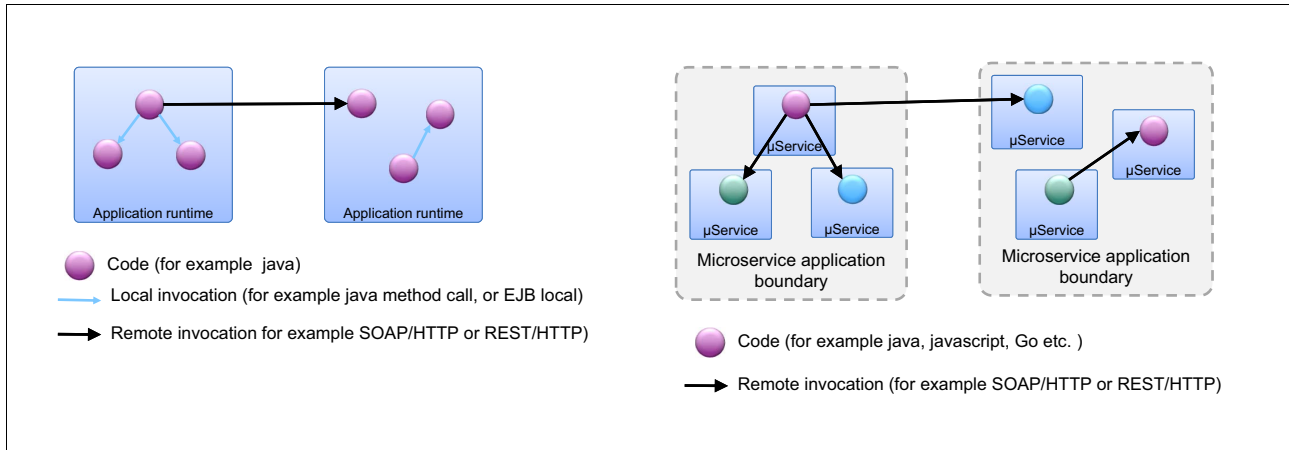 Application runtime
Application runtime
Code (for example  java)
Local invocation (for example java method call, or EJB local)
Remote invocation for example SOAP/HTTP or REST/HTTP)
µService
µService
µService
Microservice application
boundary
µService
µService
µService
Microservice application
boundary
Code (for example java, javascript, Go etc. )
Remote invocation (for example SOAP/HTTP or REST/HTTP)